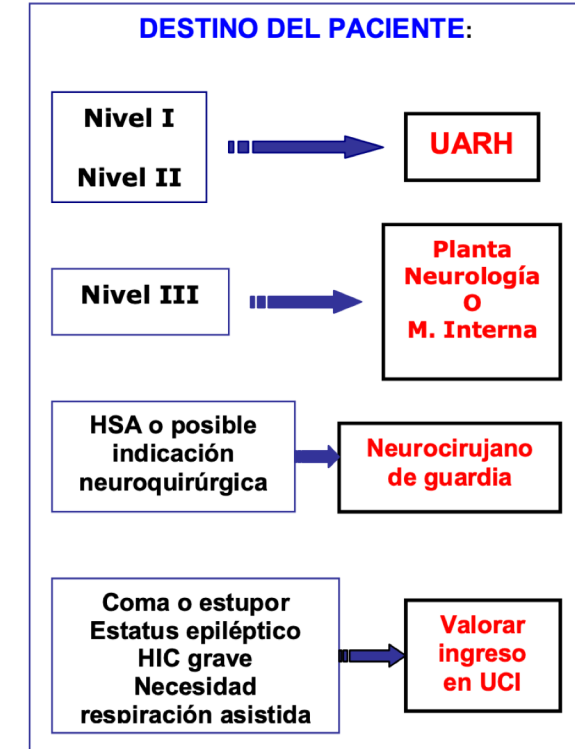 DESTINO DEL PACIENTE:
Nivel I
Nivel II
UARH
Nivel III
Planta
Neurología
O
M. Interna
HSA o posible
indicación
neuroquirúrgica
Neurocirujano
de guardia
Coma o estupor
Estatus epiléptico
HIC grave
Necesidad
respiración asistida
Valorar
ingreso
en UCI